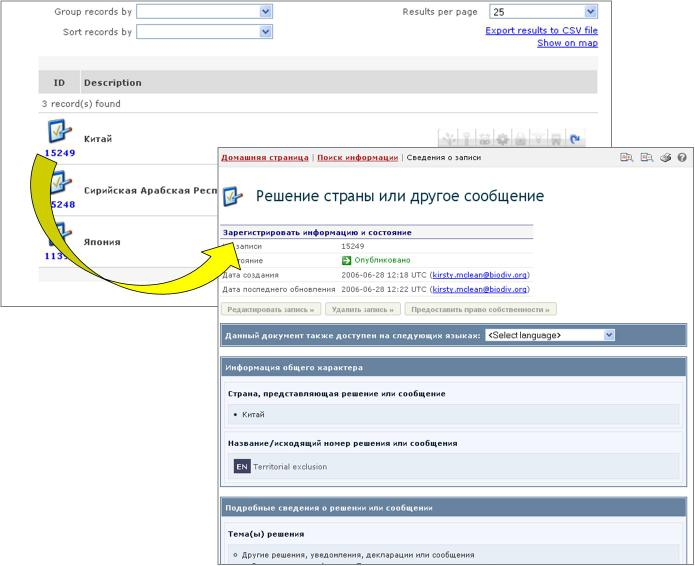 Group records by
Results per page 25
Sort records by
Export results to CSV file
Show on map
ID Description
3 record(s) found
Китай
15249
Сирийская Арабская Респ
5248
Япония
113
Домашняя страница | Поиск информации | Сведения о записи
Решение страны или другое сообщение
Зарегистрировать информацию и состояние
записи 15249
тояние Опубликовано
Дата создания 2006-06-28 12:18 UTC (kirsty.mclean@biodiv.org)
Дата последнего обновления 2006-06-28 12:22 UTC (kirsty.mclean@biodiv.org)
Редактировать запись » Удалить запись » Предоставить право собственности »
Данный документ также доступен на следующих языках: <Select language>
Информация общего характера
Страна, представляющая решение или сообщение
• Китай
Название/исходящий номер решения или сообщения
EN Territorial exclusion
Подробные сведения о решении или сообщении
Тема(ы) решения
Другие решения, уведомления, декларации или сообщения